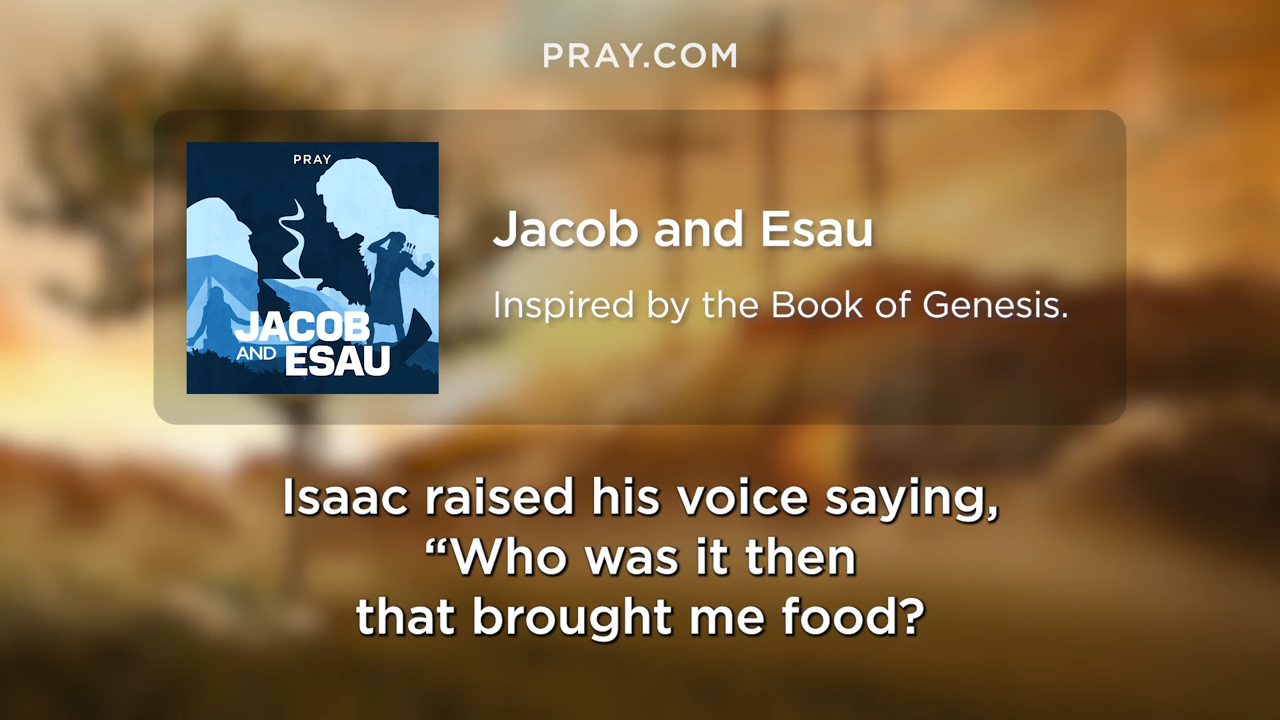 PRAY.COM
PRAY
JACOB
AND ESAU
Jacob and Esau
Inspired by the Book of Genesis.
Isaac raised his voice saying,
“Who was it then
that brought me food?